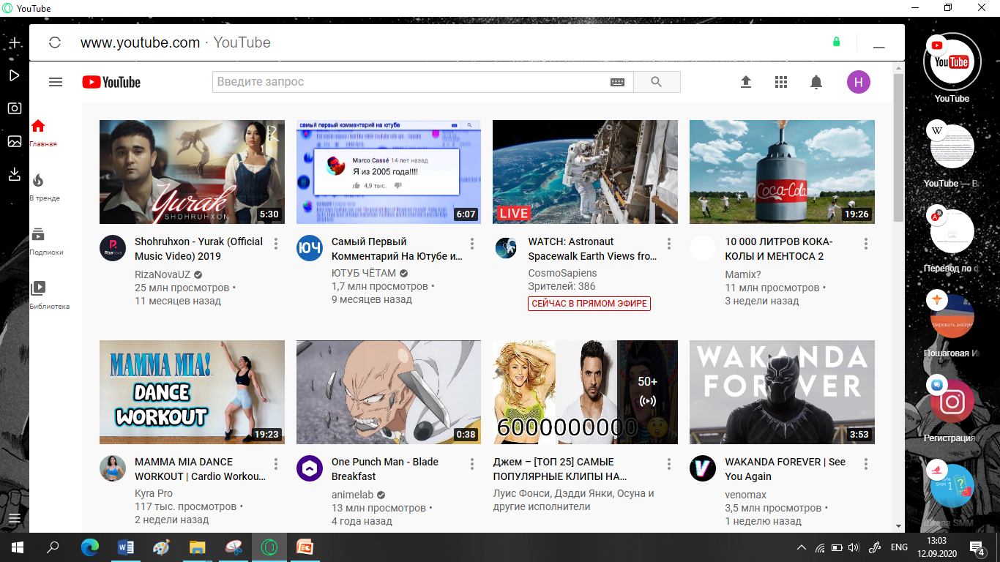 YouTube
www.youtube.com · YouTube
YouTube
Введите запрос
H
Главная
В тренде
Подписки
Библиотека
R
Yurak
SHOHRUHXON
5:30
Shohruhxon - Yurak (Official
Music Video) 2019
RizaNova
RizaNovaUZ
25 млн просмотров •
11 месяцев назад
самый первый комментарий на ютубе
Marco Cassé 14 лет назад
Я из 2005 года!!!!
4,9 тыс.
6:07
Самый Первый
Комментарий На Ютубе и...
ЮЧ
ЮТУБ ЧЁТАМ
1,7 млн просмотров •
9 месяцев назад
LIVE
WATCH: Astronaut
Spacewalk Earth Views fro...
CosmoSapiens
Зрителей: 386
СЕЙЧАС В ПРЯМОМ ЭФИРЕ
Coca-Cola
19:26
10 000 ЛИТРОВ КОКА-
КОЛЫ И МЕНТОСА 2
Mamix?
11 млн просмотров •
3 недели назад
MAMMA MIA!
DANCE
WORKOUT
19:23
MAMMA MIA DANCE
WORKOUT | Cardio Workou...
Kyra Pro
117 тыс. просмотров •
2 недели назад
0:38
One Punch Man - Blade
Breakfast
animelab
13 млн просмотров •
4 года назад
50+
6000000000
Джем – [ТОП 25] САМЫЕ
ПОПУЛЯРНЫЕ КЛИПЫ НА...
Луис Фонси, Дэдди Янки, Осуна и
другие исполнители
WAKANDA
FOREVER
3:53
WAKANDA FOREVER | See
You Again
venomax
3,5 млн просмотров •
1 неделю назад
YouTube
YouTube
W
YouTube — В
Перевод по ф
рировать аккаун
Пошаговая Ин
Регистрация
SMM 1
Школа SMM
ENG
13:03
12.09.2020
4